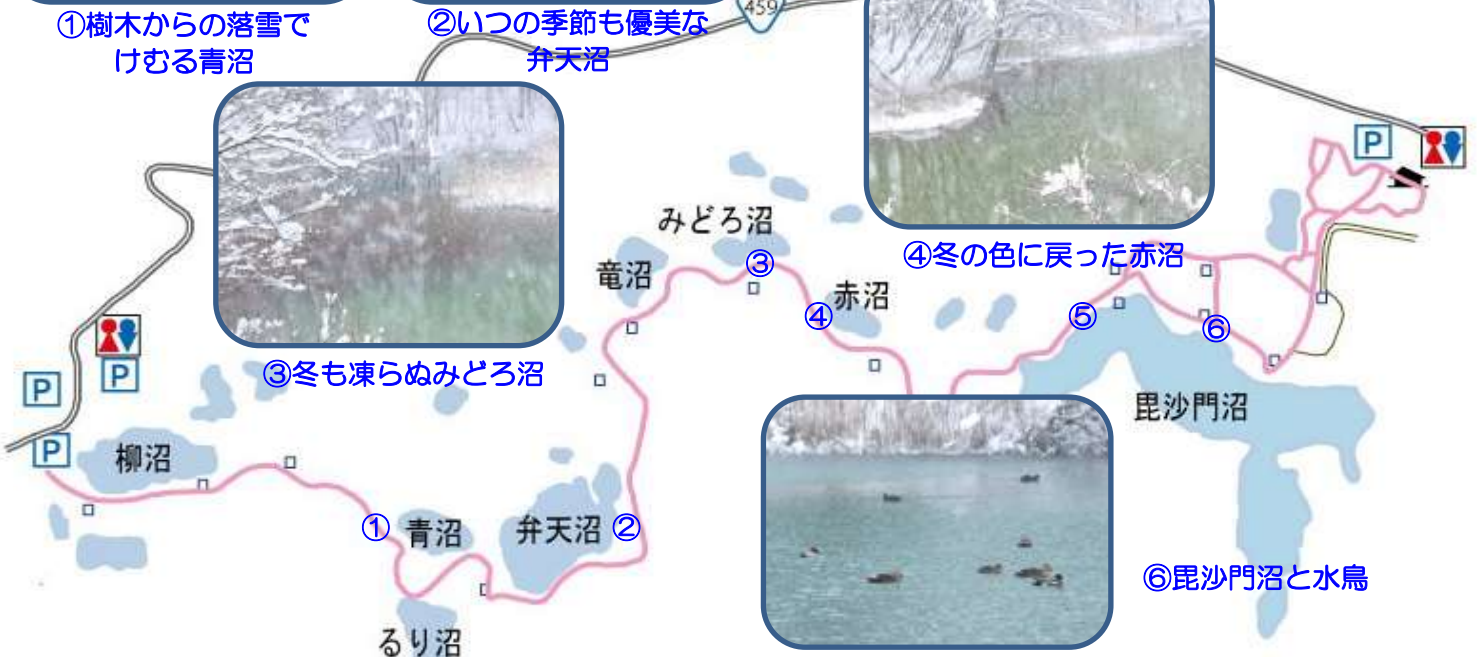 ①樹木からの落雪で
けむる青沼
②いつの季節も優美な
弁天沼
459
P
みどろ沼
③
竜沼
④冬の色に戻った赤沼
赤沼
④
⑤
⑥
P
P
③冬も凍らぬみどろ沼
毘沙門沼
P
柳沼
①
青沼
弁天沼
②
⑥毘沙門沼と水鳥
るり沼